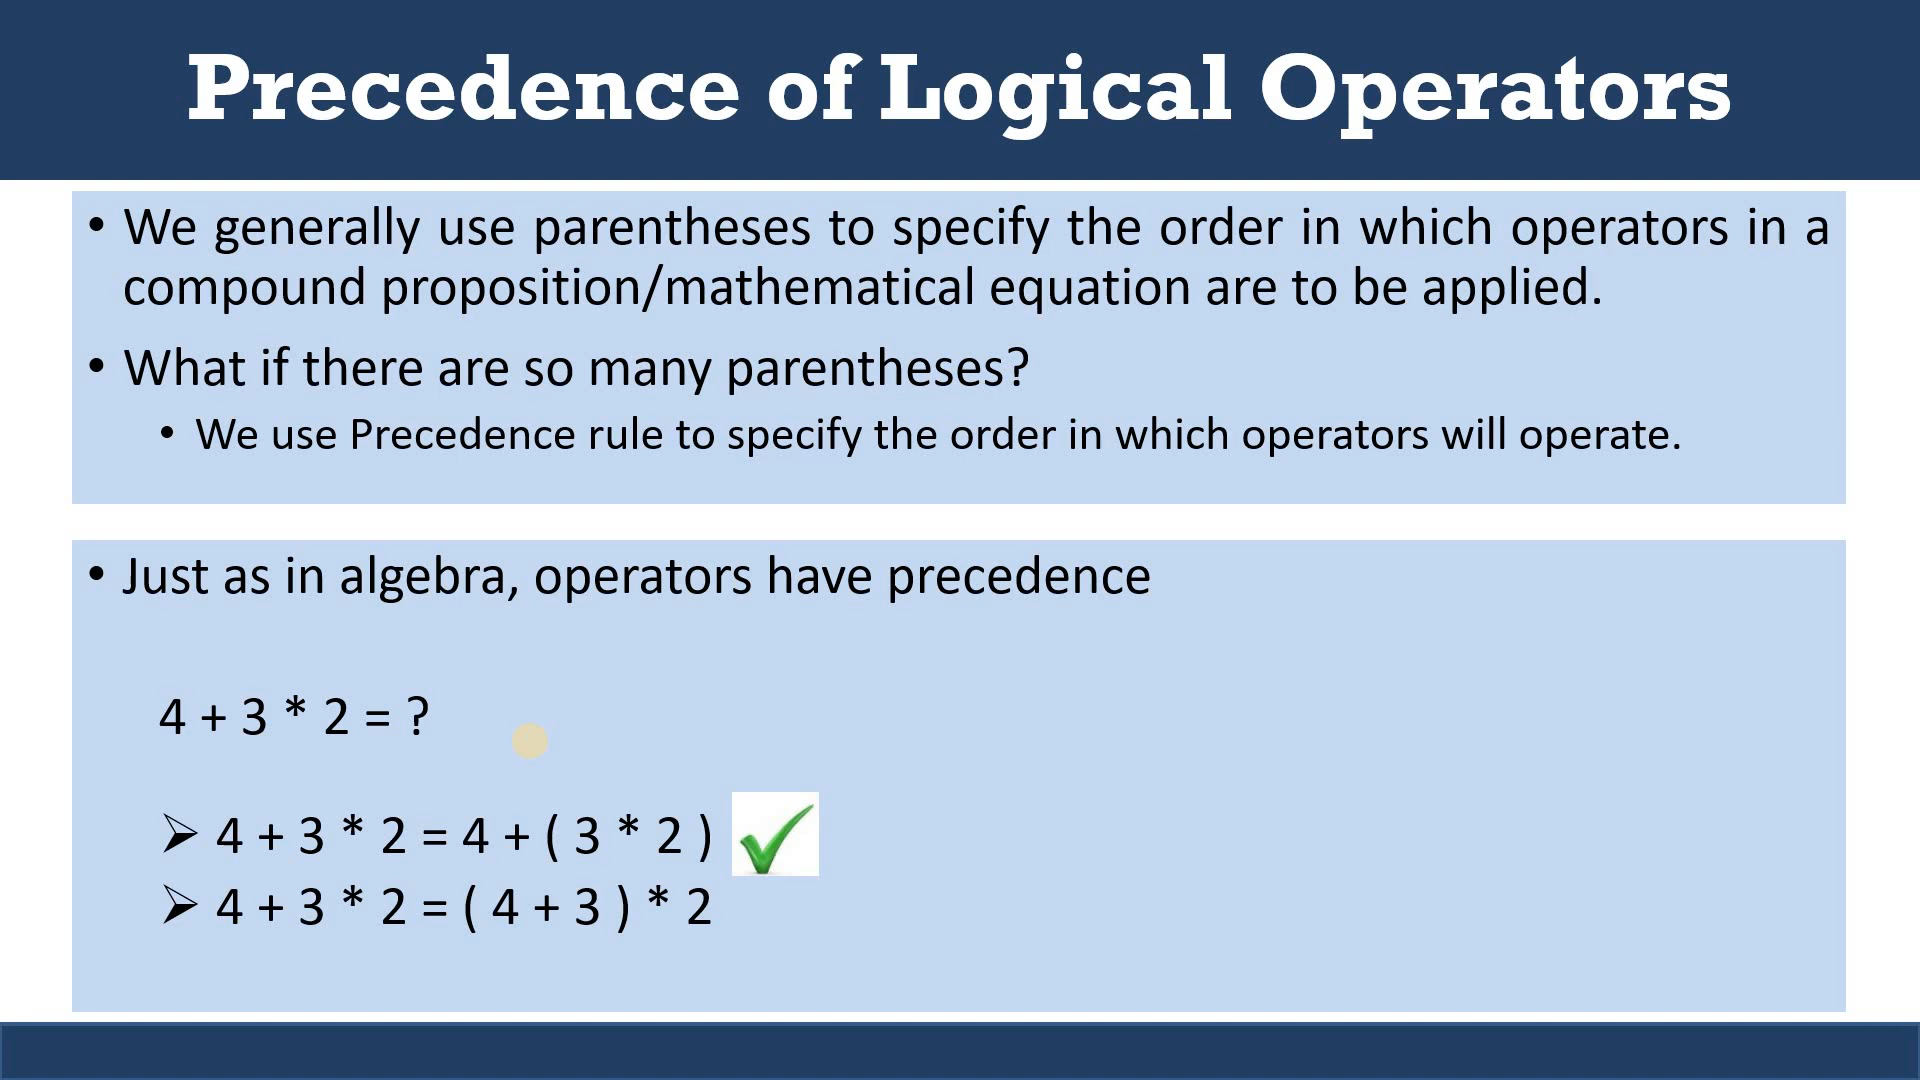 Precedence of Logical Operators
• We generally use parentheses to specify the order in which operators in a
compound proposition/mathematical equation are to be applied.
• What if there are so many parentheses?
• We use Precedence rule to specify the order in which operators will operate.
• Just as in algebra, operators have precedence
4 + 3 * 2 = ?
➢ 4 + 3 * 2 = 4 + ( 3 * 2 )
➢ 4 + 3 * 2 = ( 4 + 3 ) * 2